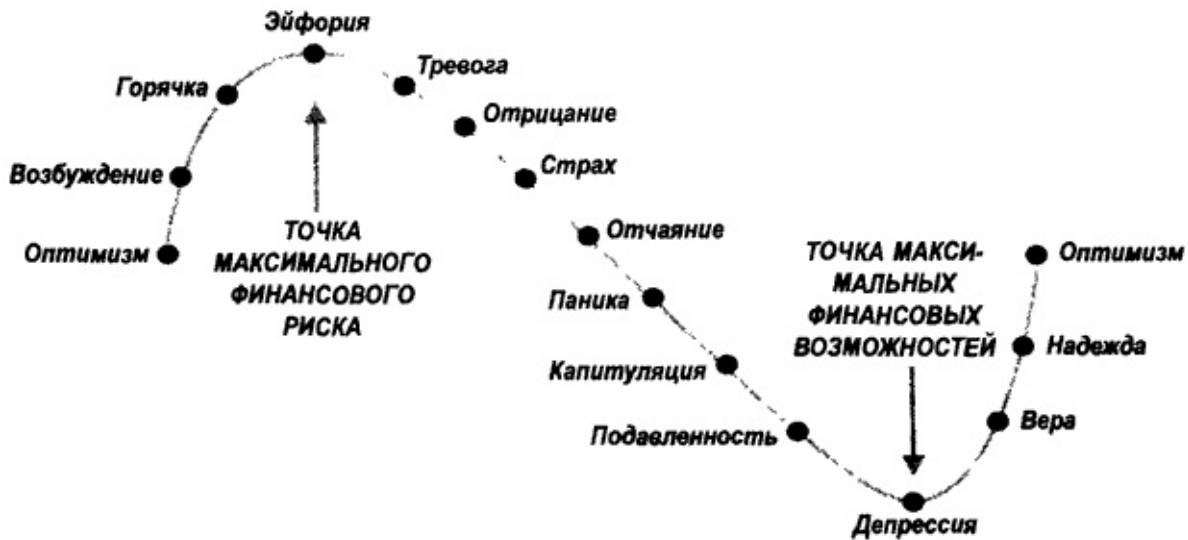 Эйфория
Горячка
Тревога
Отрицание
Возбуждение
Страх
Оптимизм
ТОЧКА
МАКСИМАЛЬНОГО
ФИНАНСОВОГО
РИСКА
Отчаяние
Паника
Капитуляция
Подавленность
ТОЧКА МАКСИ-
МАЛЬНЫХ
ФИНАНСОВЫХ
ВОЗМОЖНОСТЕЙ
Оптимизм
Надежда
Вера
Депрессия